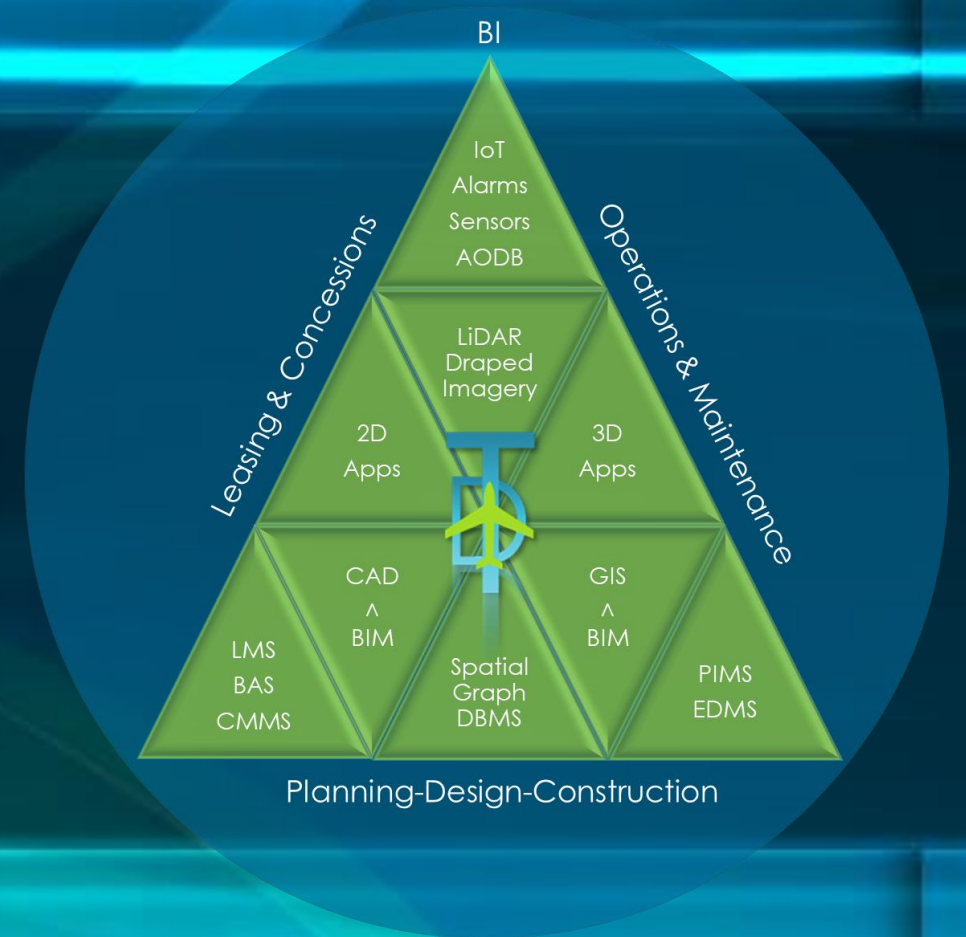 BI
IoT
Alarms
Sensors
AODB
Leasing & Concessions
Operations & Maintenance
LiDAR
Draped
Imagery
2D
Apps
3D
Apps
CAD
^
BIM
GIS
^
BIM
LMS
BAS
CMMS
Spatial
Graph
DBMS
PIMS
EDMS
Planning-Design-Construction